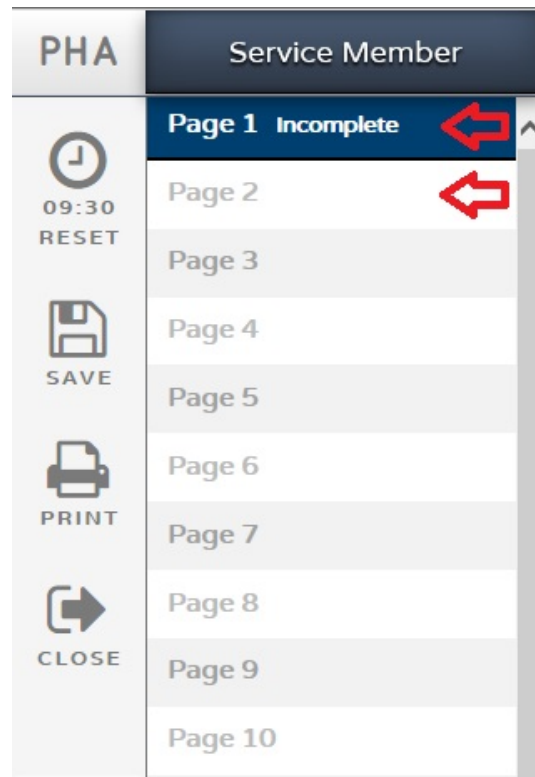 PHA
Service Member
09:30
RESET
SAVE
PRINT
CLOSE
Page 1 Incomplete
Page 2
Page 3
Page 4
Page 5
Page 6
Page 7
Page 8
Page 9
Page 10